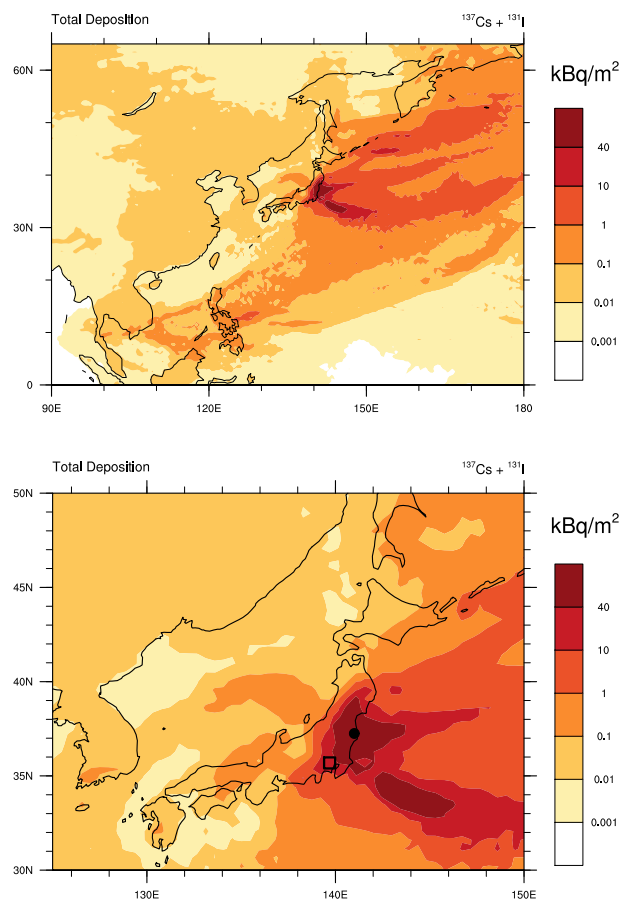 Total Deposition ¹³⁷Cs + ¹³¹I
kBq/m²
60N
30N
0
90E 120E 150E 180
40
10
1
0.1
0.01
0.001
Total Deposition ¹³⁷Cs + ¹³¹I
kBq/m²
50N
45N
40N
35N
30N
130E 140E 150E
40
10
1
0.1
0.01
0.001